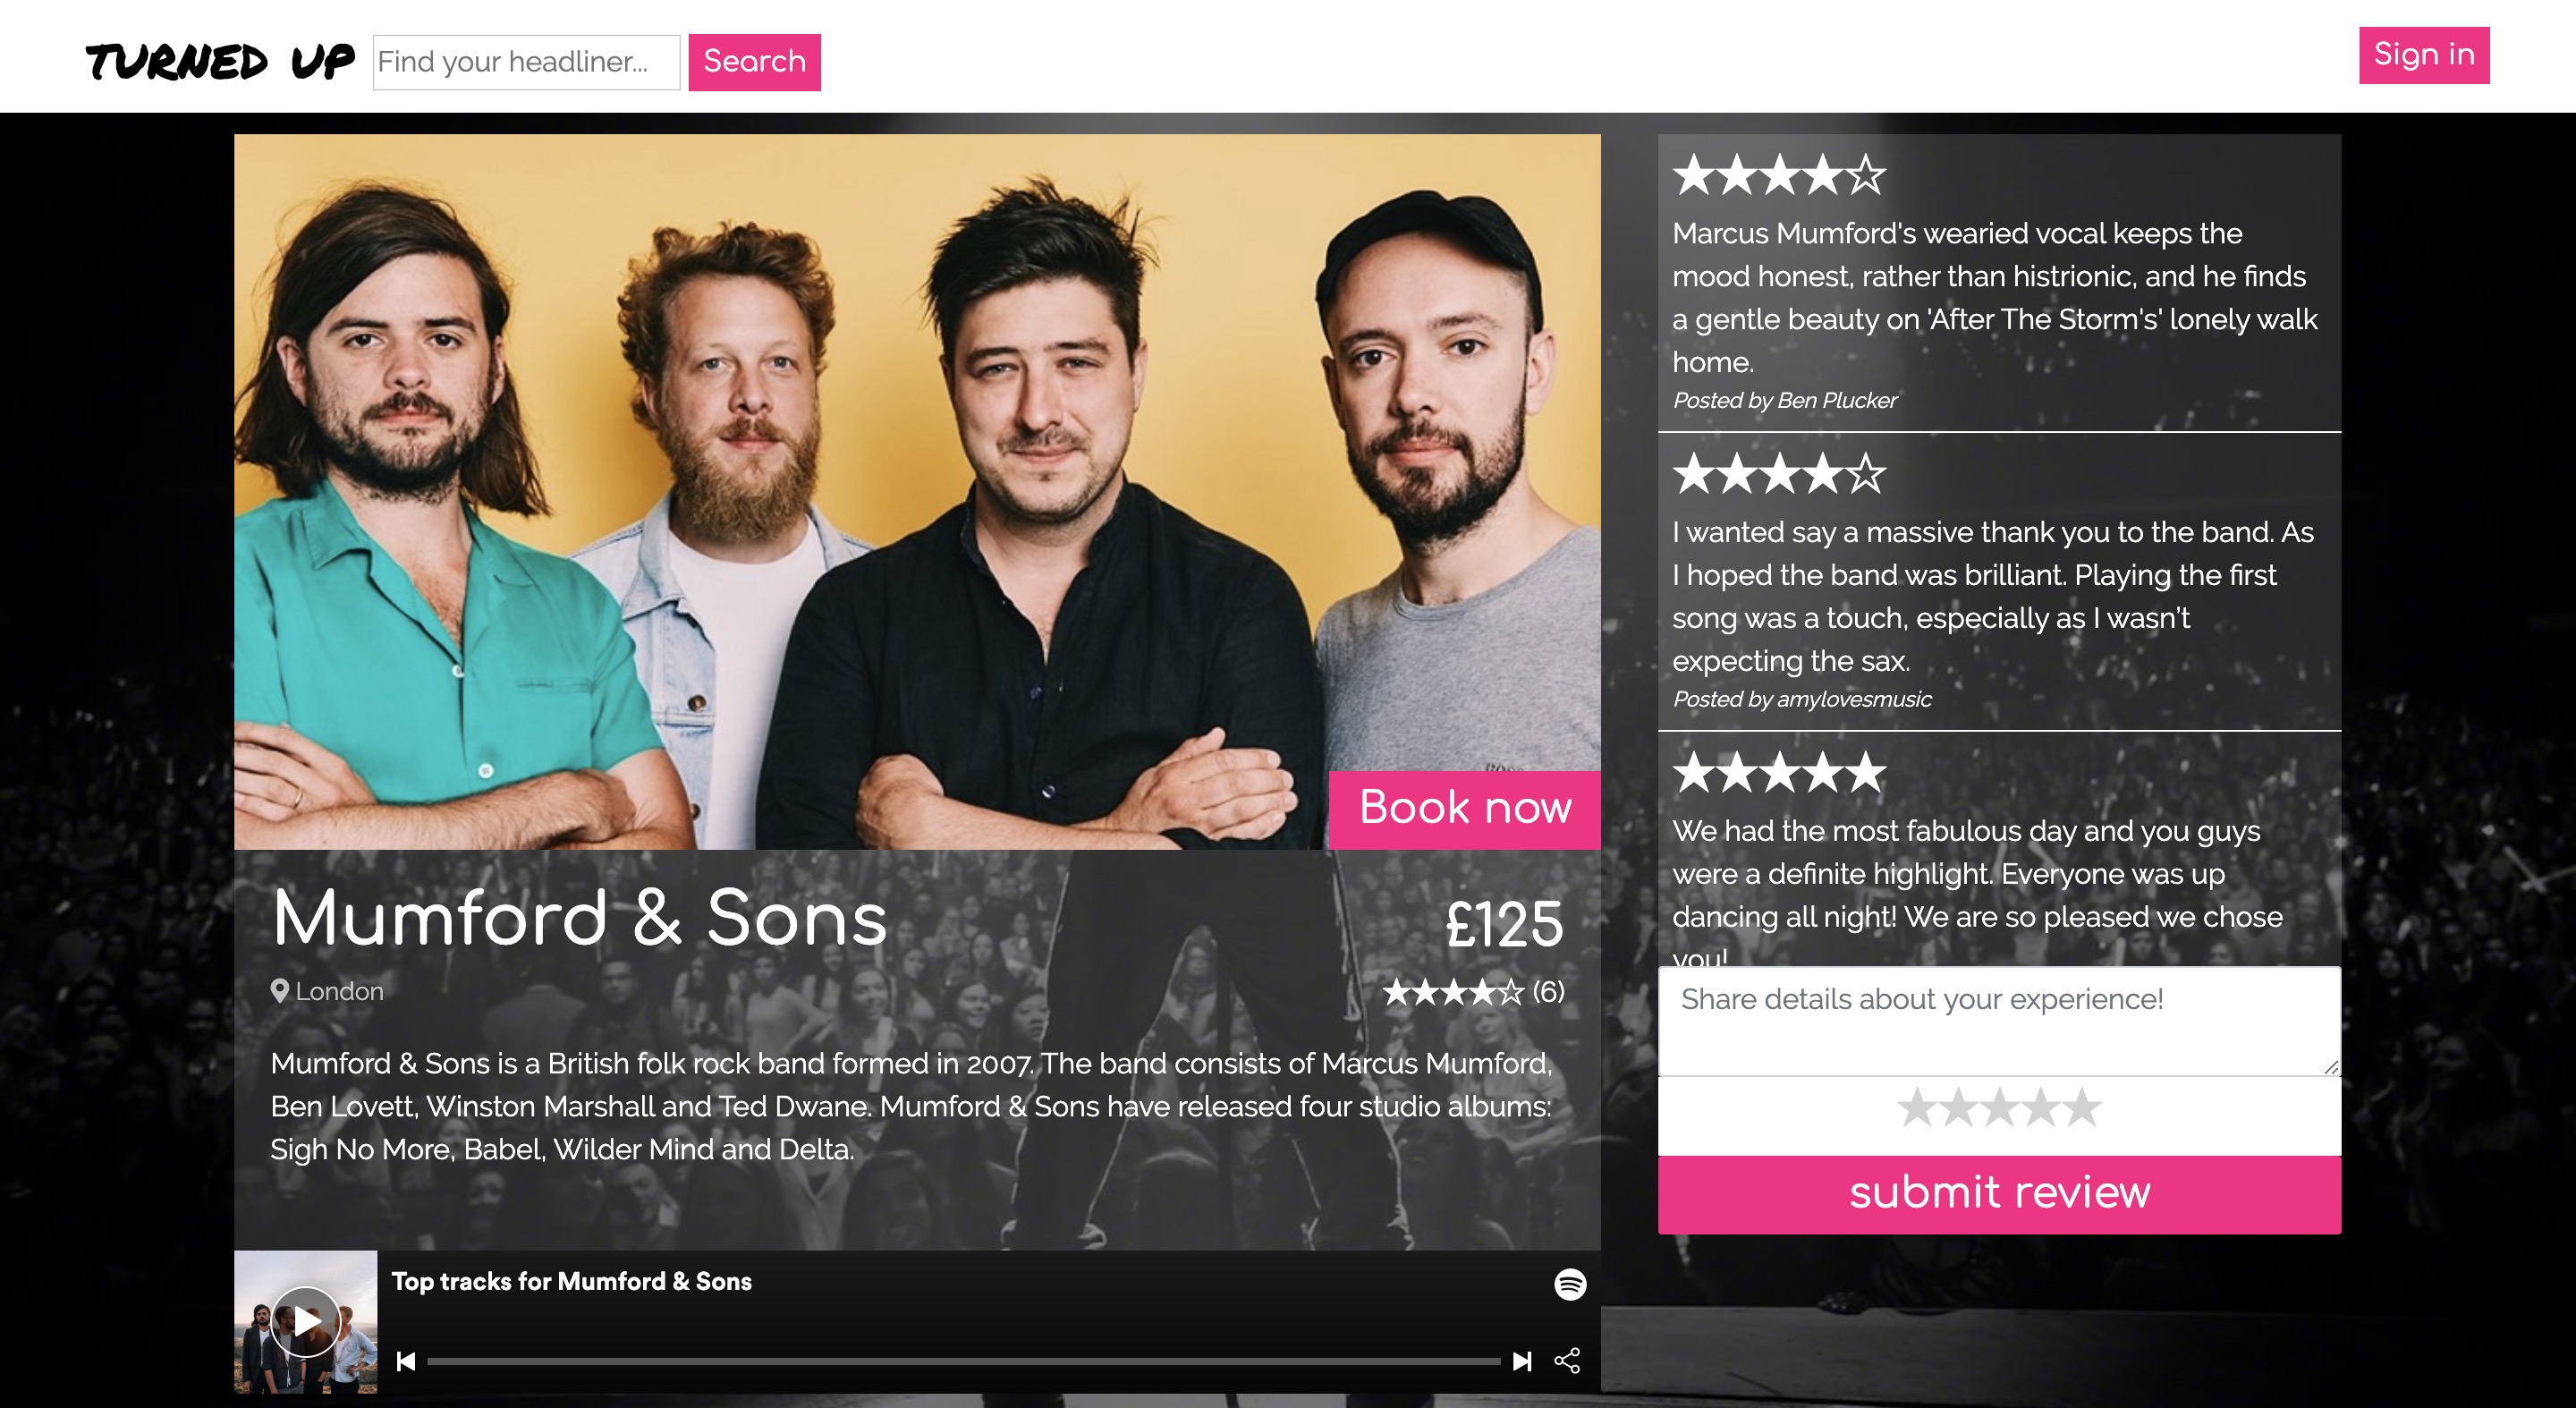 TURNED UP
Find your headliner...
Search
Sign in
Book now
Mumford & Sons
£125
London
(6)
Mumford & Sons is a British folk rock band formed in 2007. The band consists of Marcus Mumford,
Ben Lovett, Winston Marshall and Ted Dwane. Mumford & Sons have released four studio albums:
Sigh No More, Babel, Wilder Mind and Delta.
Top tracks for Mumford & Sons
Marcus Mumford's wearied vocal keeps the
mood honest, rather than histrionic, and he finds
a gentle beauty on 'After The Storm's' lonely walk
home.
Posted by Ben Plucker
I wanted say a massive thank you to the band. As
I hoped the band was brilliant. Playing the first
song was a touch, especially as I wasn’t
expecting the sax.
Posted by amylovesmusic
We had the most fabulous day and you guys
were a definite highlight. Everyone was up
dancing all night! We are so pleased we chose
you!
Share details about your experience!
submit review